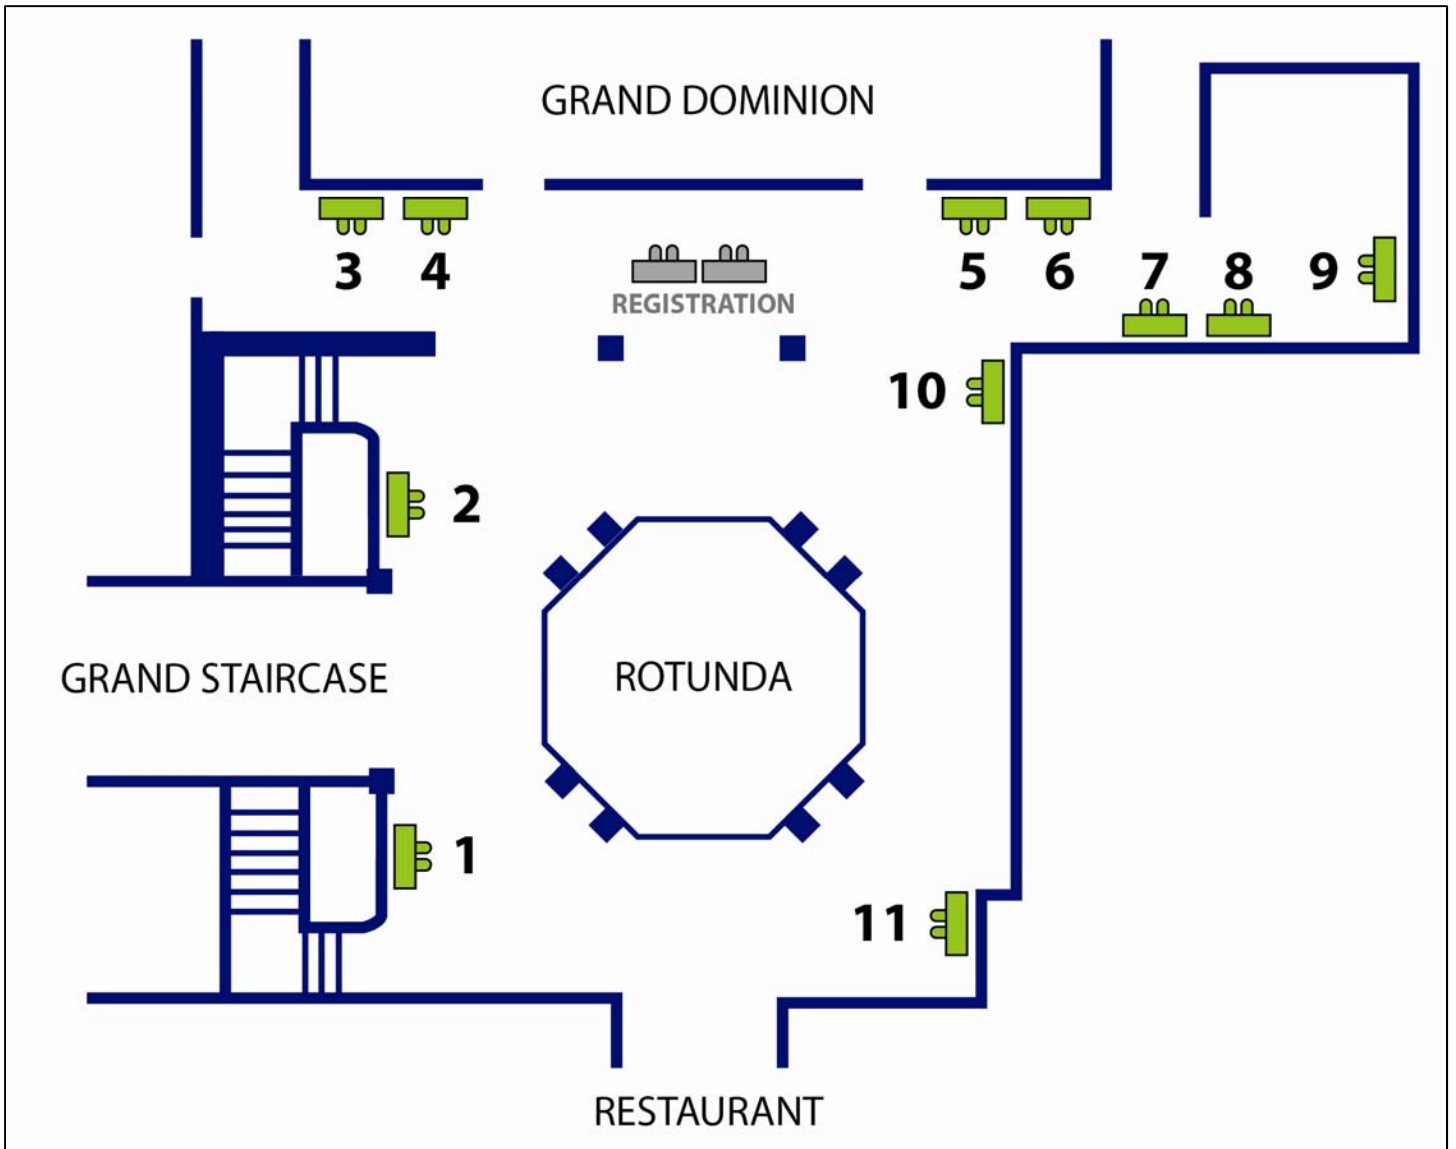 GRAND DOMINION
3
4
5
6
7
8
9
REGISTRATION
10
2
GRAND STAIRCASE
ROTUNDA
1
11
RESTAURANT